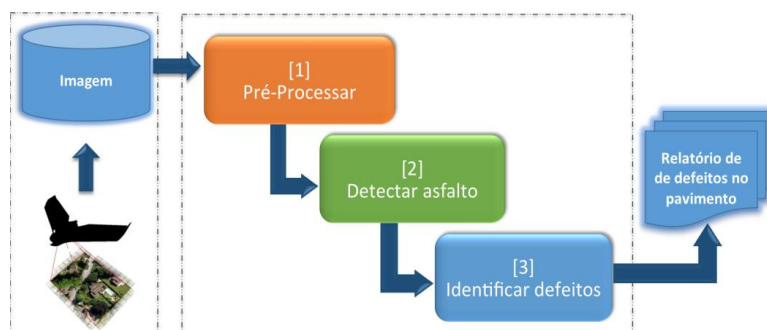 Imagem
[1]
Pré-Processar
[2]
Detectar asfalto
[3]
Identificar defeitos
Relatório de
de defeitos no
pavimento